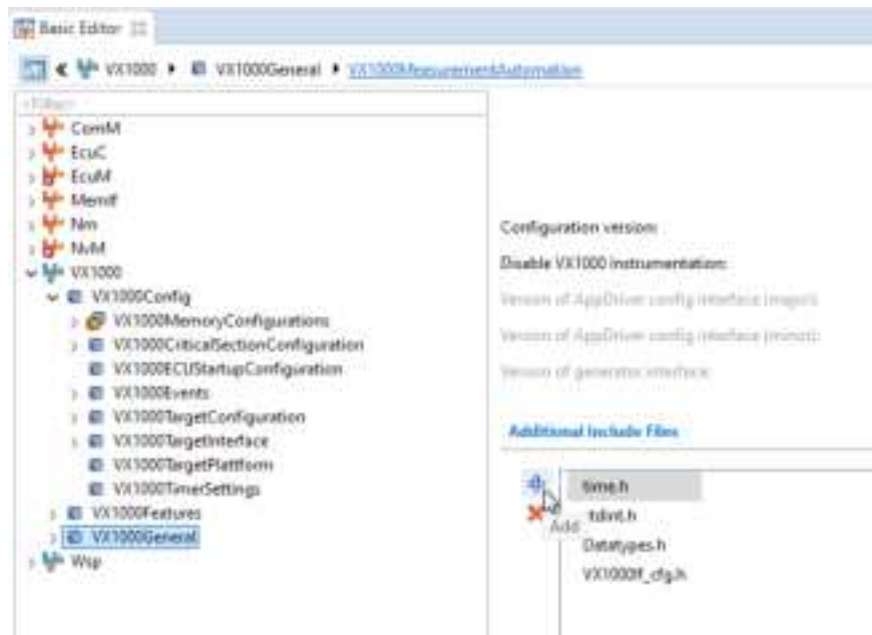 Basic Editor
VX1000 VX1000General VX1000MeasurementAutomation
<Filter>
ComM
EcuC
EcuM
MemIf
Nm
NvM
VX1000
VX1000Config
VX1000MemoryConfigurations
VX1000CriticalSectionConfiguration
VX1000ECUStartupConfiguration
VX1000Events
VX1000TargetConfiguration
VX1000TargetInterface
VX1000TargetPlattform
VX1000TimerSettings
VX1000Features
VX1000General
Wsp
Configuration version:
Disable VX1000 instrumentation:
Version of AppDriver config interface (major):
Version of AppDriver config interface (minor):
Version of generator interface:
Additional Include Files
time.h
tdint.h
Add
Datatypes.h
VX1000If_cfg.h